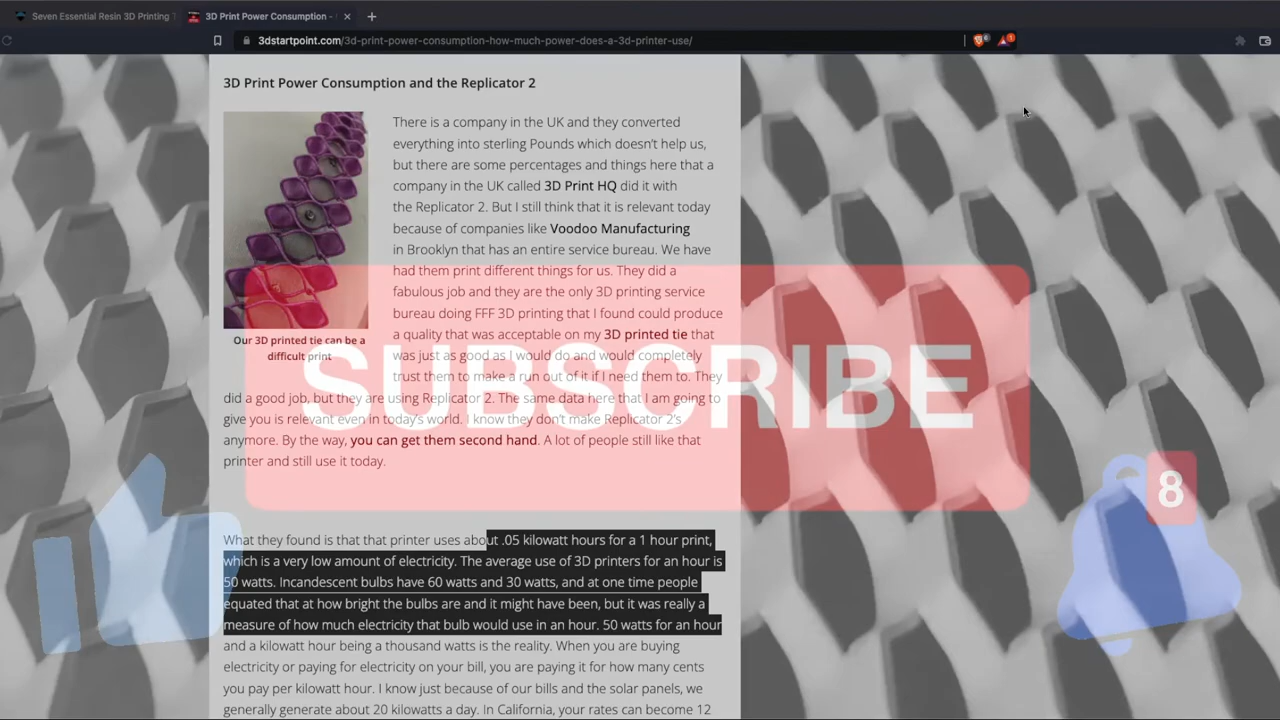 Seven Essential Resin 3D Printing T
3D Print Power Consumption -
3dstartpoint.com/3d-print-power-consumption-how-much-power-does-a-3d-printer-use/
3D Print Power Consumption and the Replicator 2
There is a company in the UK and they converted
everything into sterling Pounds which doesn't help us,
but there are some percentages and things here that a
company in the UK called 3D Print HQ did it with
the Replicator 2. But I still think that it is relevant today
because of companies like Voodoo Manufacturing
in Brooklyn that has an entire service bureau. We have
had them print different things for us. They did a
fabulous job and they are the only 3D printing service
bureau doing FFF 3D printing that I found could produce
a quality that was acceptable on my 3D printed tie that
was just as good as I would do and would completely
trust them to make a run out of it if I need them to. They
Our 3D printed tie can be a
difficult print
did a good job, but they are using Replicator 2. The same data here that I am going to
give you is relevant even in today's world. I know they don't make Replicator 2's
anymore. By the way, you can get them second hand. A lot of people still like that
printer and still use it today.
SUBSCRIBE
8
What they found is that that printer uses about .05 kilowatt hours for a 1 hour print,
which is a very low amount of electricity. The average use of 3D printers for an hour is
50 watts. Incandescent bulbs have 60 watts and 30 watts, and at one time people
equated that at how bright the bulbs are and it might have been, but it was really a
measure of how much electricity that bulb would use in an hour. 50 watts for an hour
and a kilowatt hour being a thousand watts is the reality. When you are buying
electricity or paying for electricity on your bill, you are paying it for how many cents
you pay per kilowatt hour. I know just because of our bills and the solar panels, we
generally generate about 20 kilowatts a day. In California, your rates can become 12